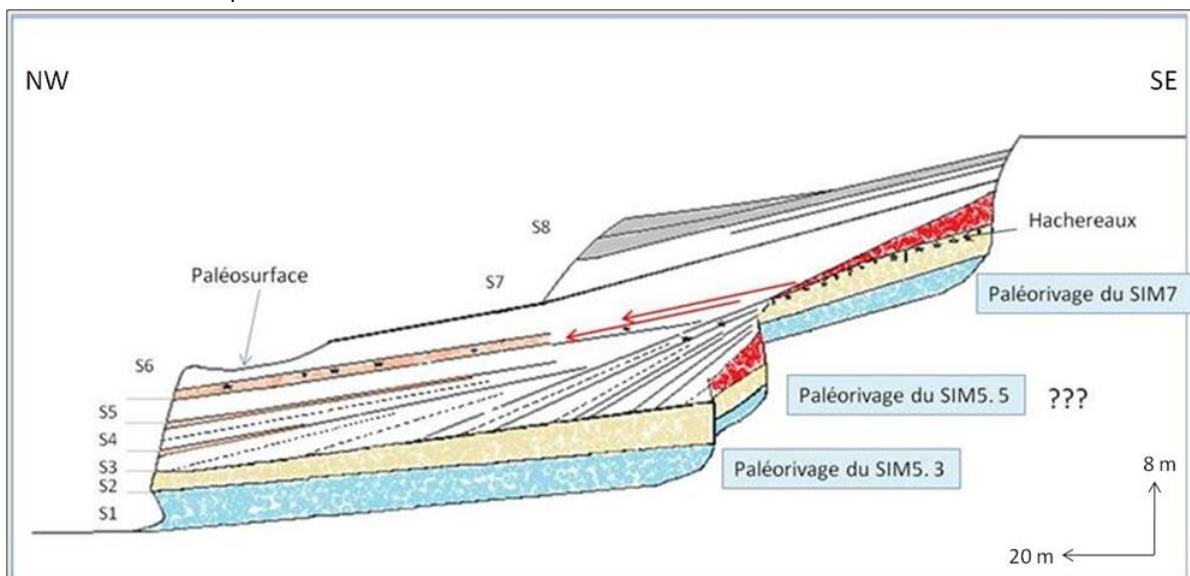 NW
SE
Hachereaux
S8
Paléosurface
S7
Paléorivage du SIM7
S6
Paléorivage du SIM5. 5
???
S5
S4
S3
Paléorivage du SIM5. 3
8 m
S2
S1
20 m